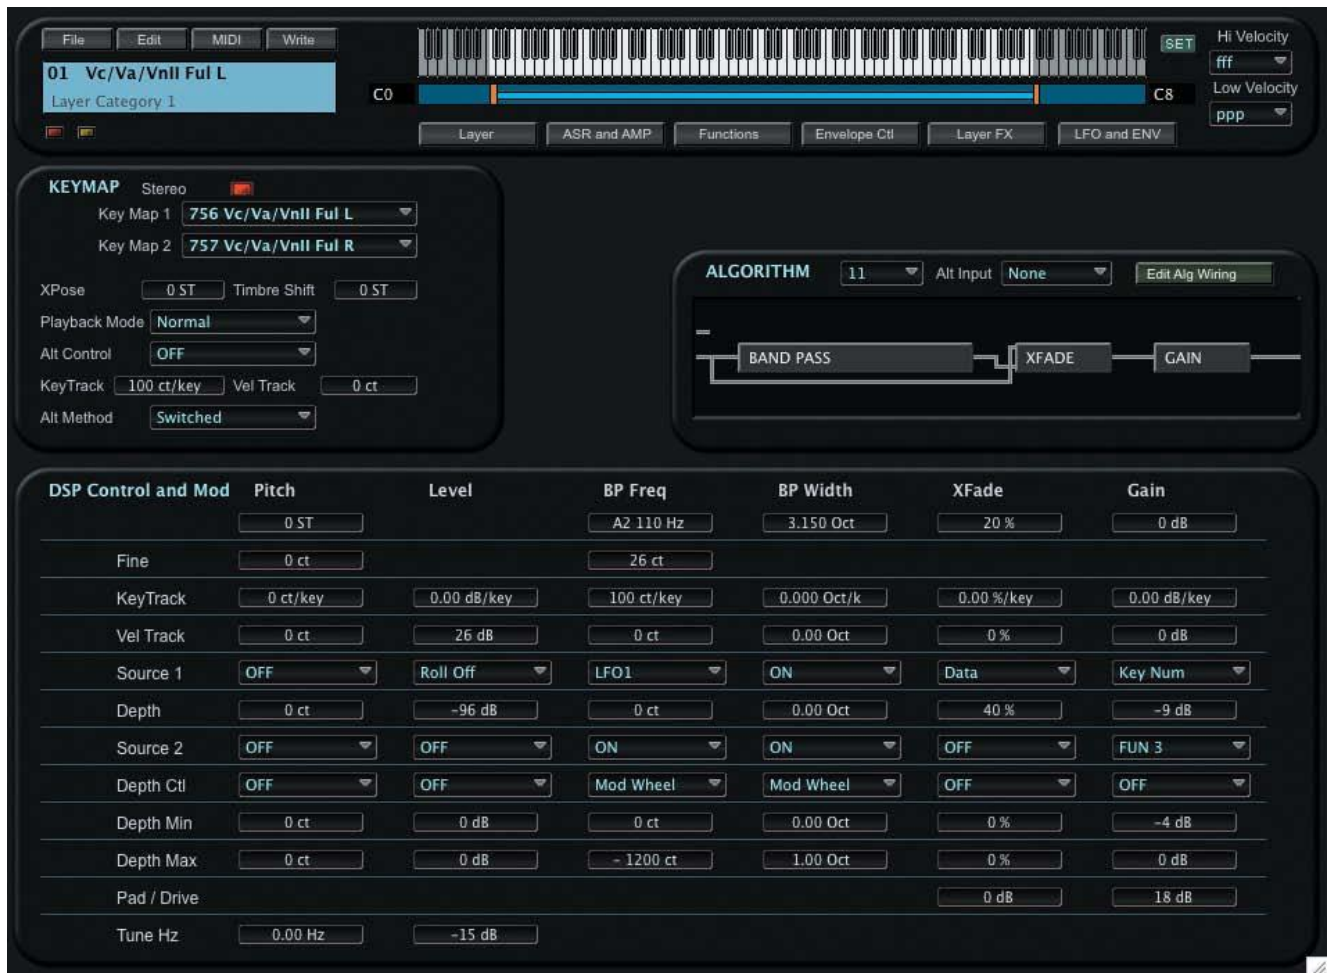 File Edit MIDI Write
SET Hi Velocity
fff
01 Vc/Va/VnII Ful L
Layer Category 1
C0 C8
Low Velocity
ppp
Layer ASR and AMP Functions Envelope Ctl Layer FX LFO and ENV
KEYMAP Stereo
Key Map 1 756 Vc/Va/VnII Ful L
Key Map 2 757 Vc/Va/VnII Ful R
XPose 0 ST Timbre Shift 0 ST
Playback Mode Normal
Alt Control OFF
KeyTrack 100 ct/key Vel Track 0 ct
Alt Method Switched
ALGORITHM 11 Alt Input None Edit Alg Wiring
BAND PASS XFADE GAIN
DSP Control and Mod Pitch Level BP Freq BP Width XFade Gain
0 ST A2 110 Hz 3.150 Oct 20 % 0 dB
Fine 0 ct 26 ct
KeyTrack 0 ct/key 0.00 dB/key 100 ct/key 0.000 Oct/k 0.00 %/key 0.00 dB/key
Vel Track 0 ct 26 dB 0 ct 0.00 Oct 0 % 0 dB
Source 1 OFF Roll Off LFO1 ON Data Key Num
Depth 0 ct -96 dB 0 ct 0.00 Oct 40 % -9 dB
Source 2 OFF OFF ON ON OFF FUN 3
Depth Ctl OFF OFF Mod Wheel Mod Wheel OFF OFF
Depth Min 0 ct 0 dB 0 ct 0.00 Oct 0 % -4 dB
Depth Max 0 ct 0 dB - 1200 ct 1.00 Oct 0 % 0 dB
Pad / Drive 0 dB 18 dB
Tune Hz 0.00 Hz -15 dB